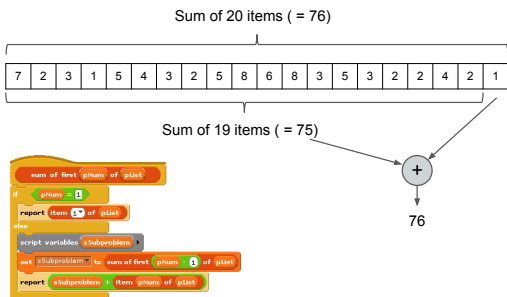 Sum of 20 items ( = 76)
7 2 3 1 5 4 3 2 5 8 6 8 3 5 3 2 2 4 2 1
Sum of 19 items ( = 75)
+
76
sum of first pNum of pList
if pNum = 1
report item 1 of pList
else
script variables sSubproblem
set sSubproblem to sum of first pNum - 1 of pList
report sSubproblem + item pNum of pList